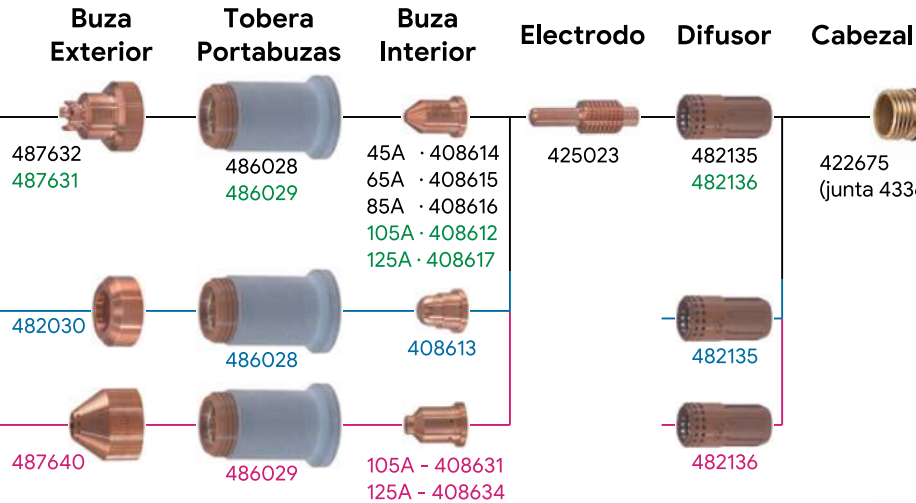 Buza
Exterior
Tobera
Portabuzas
Buza
Interior
Electrodo
Difusor
Cabezal
487632
487631
486028
486029
45A · 408614
65A · 408615
85A · 408616
105A · 408612
125A · 408617
425023
482135
482136
422675
(junta
482030
486028
408613
482135
487640
486029
105A - 408631
125A - 408634
482136